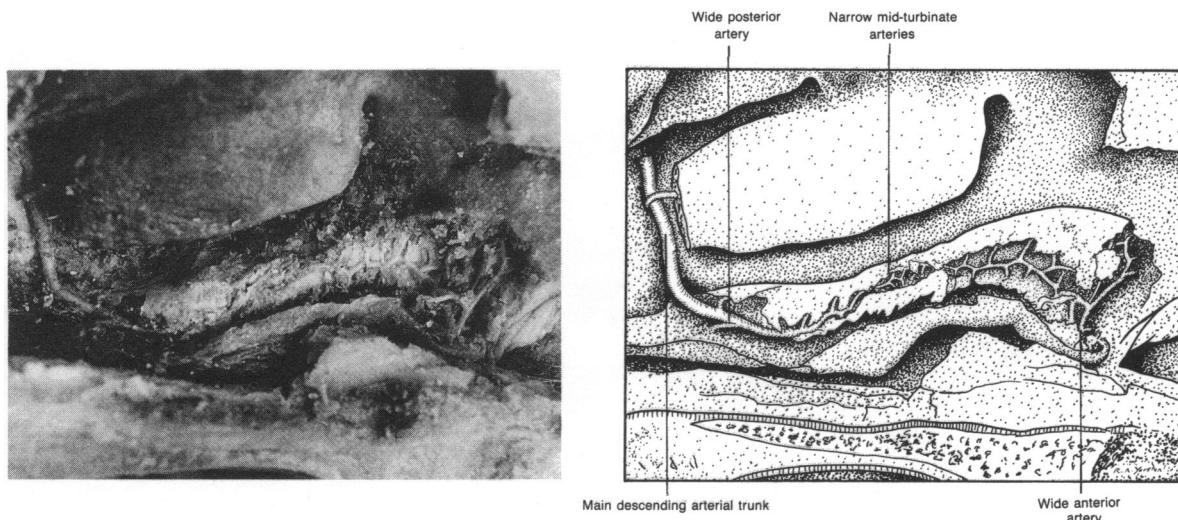 Wide posterior
artery
Narrow mid-turbinate
arteries
Main descending arterial trunk
Wide anterior
artery